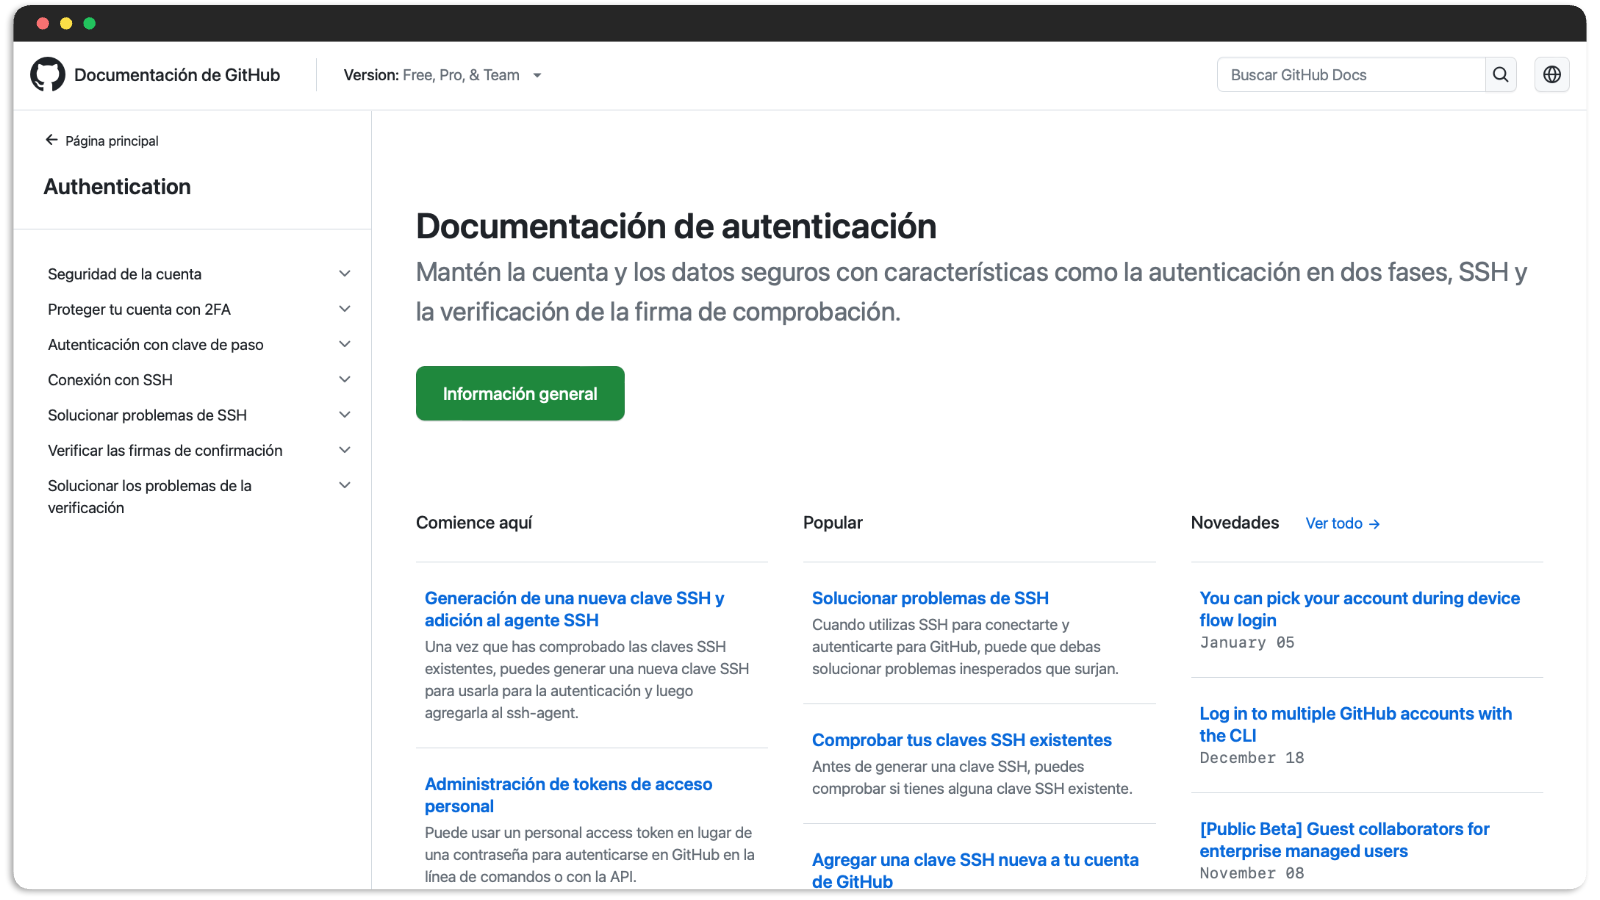 Documentación de GitHub
Version: Free, Pro, & Team
Buscar GitHub Docs
Página principal
Authentication
Seguridad de la cuenta
Proteger tu cuenta con 2FA
Autenticación con clave de paso
Conexión con SSH
Solucionar problemas de SSH
Verificar las firmas de confirmación
Solucionar los problemas de la
verificación
Documentación de autenticación
Mantén la cuenta y los datos seguros con características como la autenticación en dos fases, SSH y
la verificación de la firma de comprobación.
Información general
Comience aquí
Generación de una nueva clave SSH y
adición al agente SSH
Una vez que has comprobado las claves SSH
existentes, puedes generar una nueva clave SSH
para usarla para la autenticación y luego
agregarla al ssh-agent.
Administración de tokens de acceso
personal
Puede usar un personal access token en lugar de
una contraseña para autenticarse en GitHub en la
línea de comandos o con la API.
Popular
Solucionar problemas de SSH
Cuando utilizas SSH para conectarte y
autenticarte para GitHub, puede que debas
solucionar problemas inesperados que surjan.
Comprobar tus claves SSH existentes
Antes de generar una clave SSH, puedes
comprobar si tienes alguna clave SSH existente.
Agregar una clave SSH nueva a tu cuenta
de GitHub
Novedades
Ver todo →
You can pick your account during device
flow login
January 05
Log in to multiple GitHub accounts with
the CLI
December 18
[Public Beta] Guest collaborators for
enterprise managed users
November 08